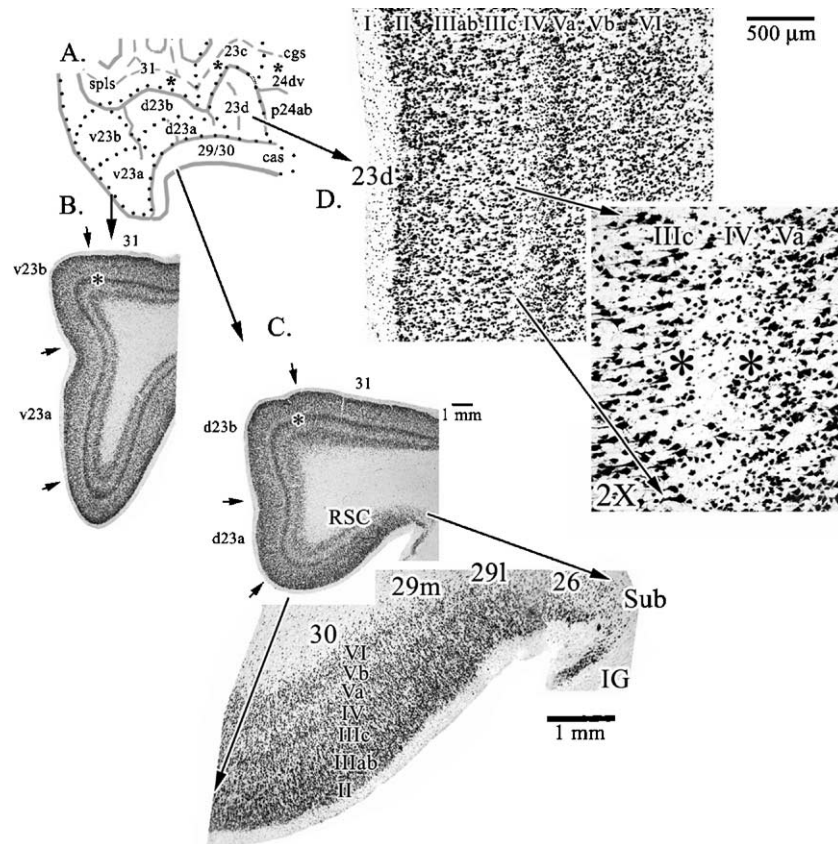 A.
23c
cgs
31
*
*
*
spls
24dv
d23b
23d
p24ab
v23b
d23a
29/30
cas
v23a
B.
31
v23b
*
v23a
C.
31
1 mm
d23b
*
d23a
RSC
D.
I II IIIab IIIc IV Va Vb VI
500 µm
23d
IIIc IV Va
* *
2X
29m 29l 26
Sub
30
IG
VI
Vb
Va
IV
IIIc
IIIab
II
1 mm